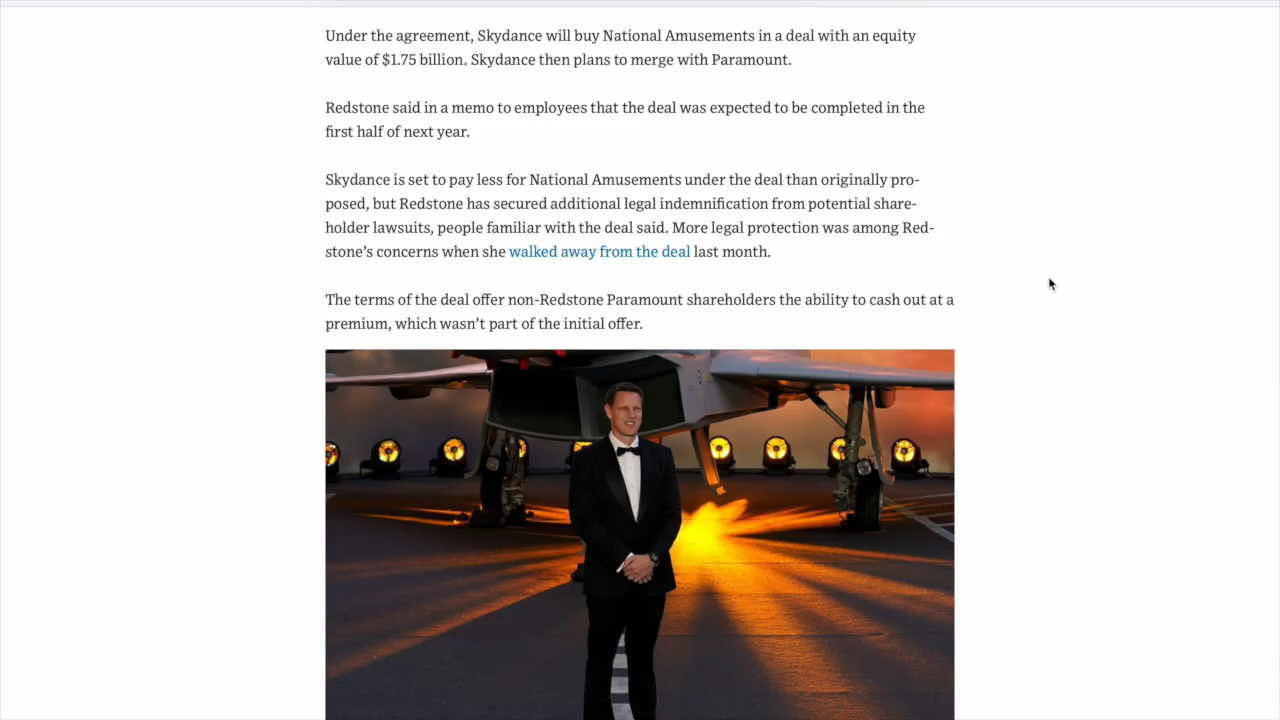 Under the agreement, Skydance will buy National Amusements in a deal with an equity
value of $1.75 billion. Skydance then plans to merge with Paramount.
Redstone said in a memo to employees that the deal was expected to be completed in the
first half of next year.
Skydance is set to pay less for National Amusements under the deal than originally pro-
posed, but Redstone has secured additional legal indemnification from potential share-
holder lawsuits, people familiar with the deal said. More legal protection was among Red-
stone’s concerns when she walked away from the deal last month.
The terms of the deal offer non-Redstone Paramount shareholders the ability to cash out at a
premium, which wasn’t part of the initial offer.